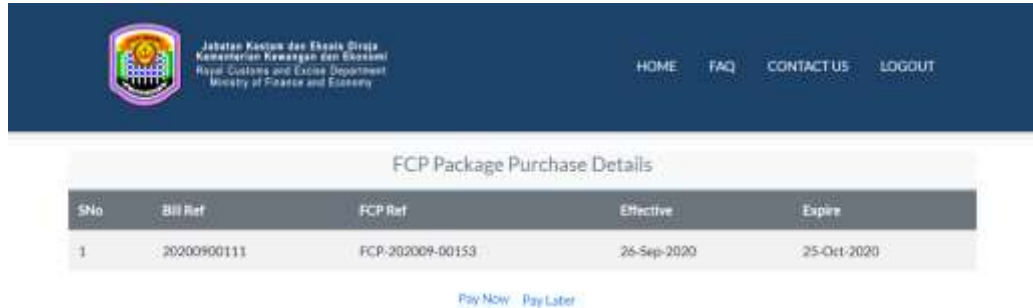 Jabatan Kastam dan Eksais Diraja
Kementerian Kewangan dan Ekonomi
Royal Customs and Excise Department
Ministry of Finance and Economy
HOME FAQ CONTACT US LOGOUT
FCP Package Purchase Details
SNo Bill Ref FCP Ref Effective Expire
1 20200900111 FCP-202009-00153 26-Sep-2020 25-Oct-2020
Pay Now Pay Later